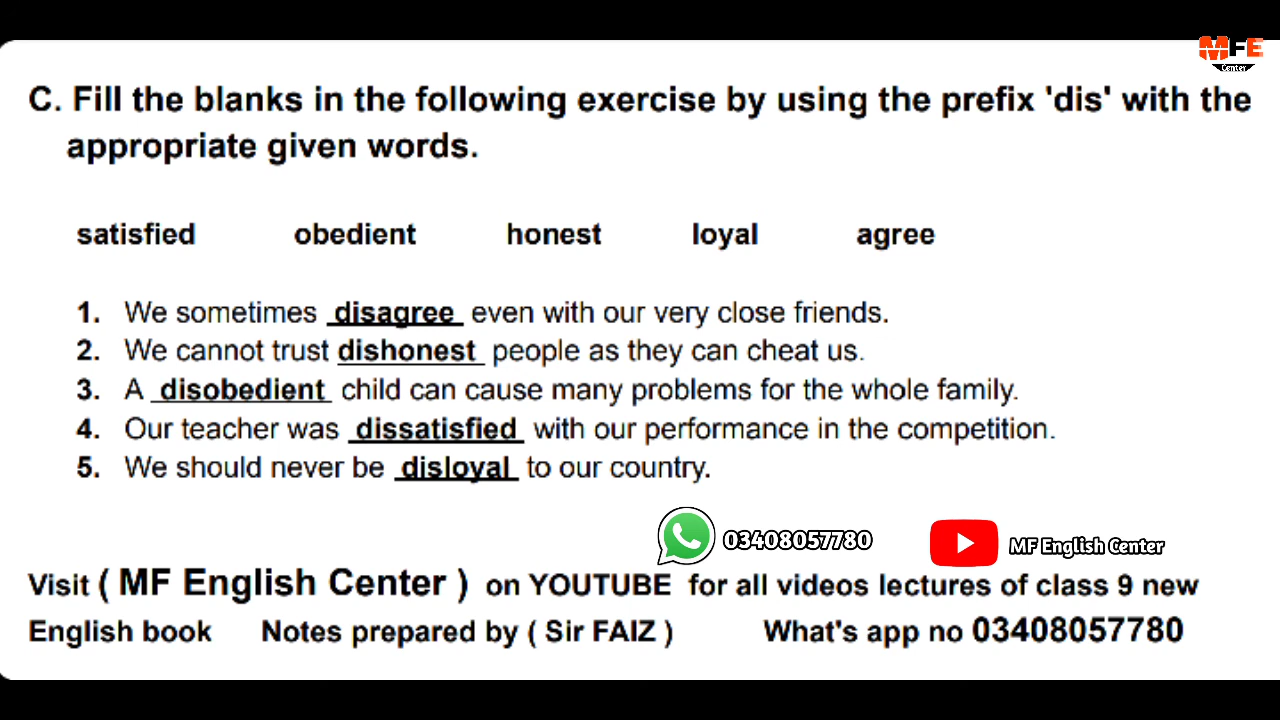 MFE
Center
C. Fill the blanks in the following exercise by using the prefix 'dis' with the
appropriate given words.
satisfied obedient honest loyal agree
1. We sometimes disagree even with our very close friends.
2. We cannot trust dishonest people as they can cheat us.
3. A disobedient child can cause many problems for the whole family.
4. Our teacher was dissatisfied with our performance in the competition.
5. We should never be disloyal to our country.
03408057780 MF English Center
Visit ( MF English Center ) on YOUTUBE for all videos lectures of class 9 new
English book Notes prepared by ( Sir FAIZ ) What's app no 03408057780